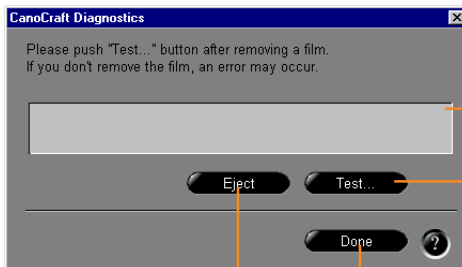 CanoCraft Diagnostics
Please push "Test..." button after removing a film.
If you don't remove the film, an error may occur.
Eject
Test...
Done
?